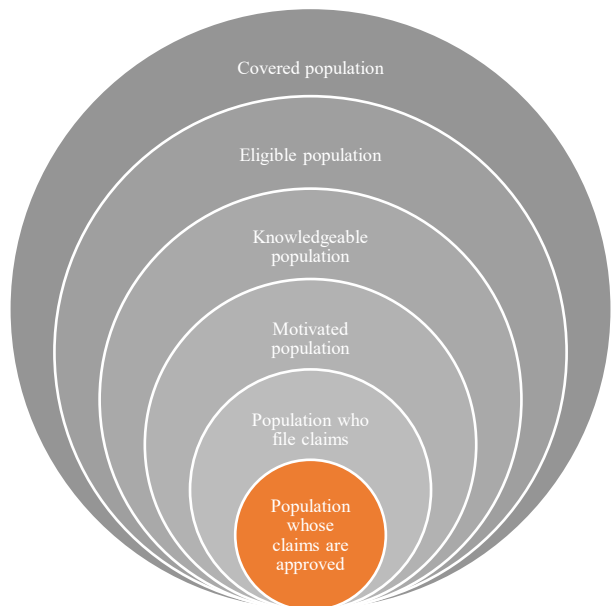 Covered population
Eligible population
Knowledgeable
population
Motivated
population
Population who
file claims
Population
whose
claims are
approved